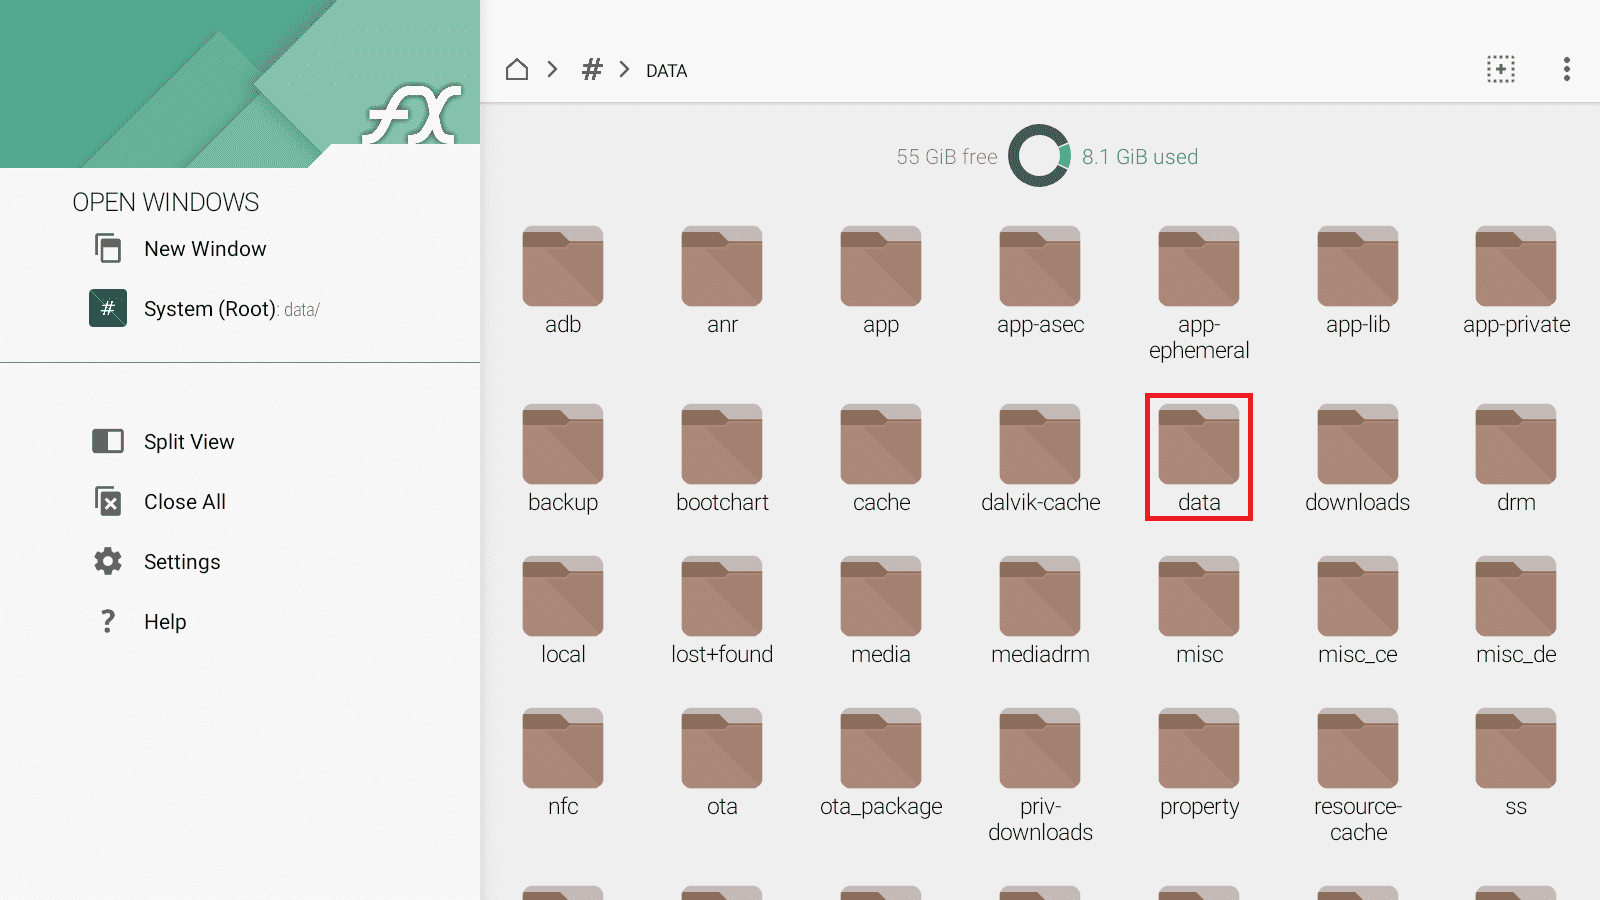 fX
OPEN WINDOWS
New Window
# System (Root): data/
Split View
Close All
Settings
? Help
# > DATA
55 GiB free 8.1 GiB used
adb anr app app-asec app-ephemeral app-lib app-private
backup bootchart cache dalvik-cache data downloads drm
local lost+found media mediadrm misc misc_ce misc_de
nfc ota ota_package priv-downloads property resource-cache ss